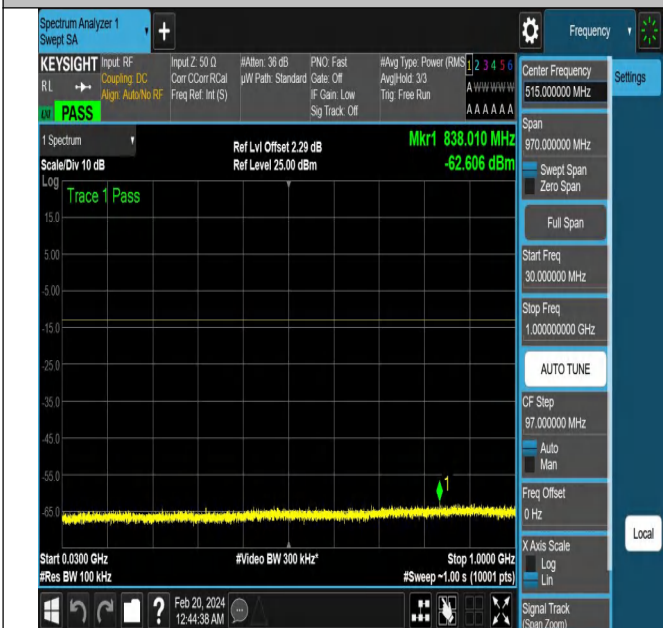 Spectrum Analyzer 1
Swept SA
+
Frequency
KEYSIGHT
RL
LXI
PASS
Input: RF
Coupling: DC
Align: Auto/No RF
Input Z: 50 Ω
Corr CCorr RCal
Freq Ref: Int (S)
#Atten: 36 dB
µW Path: Standard
PNO: Fast
Gate: Off
IF Gain: Low
Sig Track: Off
#Avg Type: Power (RMS
Avg|Hold: 3/3
Trig: Free Run
1 2 3 4 5 6
A W W W W W
A A A A A A
1 Spectrum
Scale/Div 10 dB
Log
Ref Lvl Offset 2.29 dB
Ref Level 25.00 dBm
Mkr1 838.010 MHz
-62.606 dBm
Trace 1 Pass
15.0
5.00
-5.00
-15.0
-25.0
-35.0
-45.0
-55.0
-65.0
1
Start 0.0300 GHz
#Res BW 100 kHz
#Video BW 300 kHz*
Stop 1.0000 GHz
#Sweep ~1.00 s (10001 pts)
?
Feb 20, 2024
12:44:38 AM
Center Frequency
515.000000 MHz
Settings
Span
970.000000 MHz
Swept Span
Zero Span
Full Span
Start Freq
30.000000 MHz
Stop Freq
1.000000000 GHz
AUTO TUNE
CF Step
97.000000 MHz
Auto
Man
Freq Offset
0 Hz
X Axis Scale
Log
Lin
Local
Signal Track
(Span Zoom)